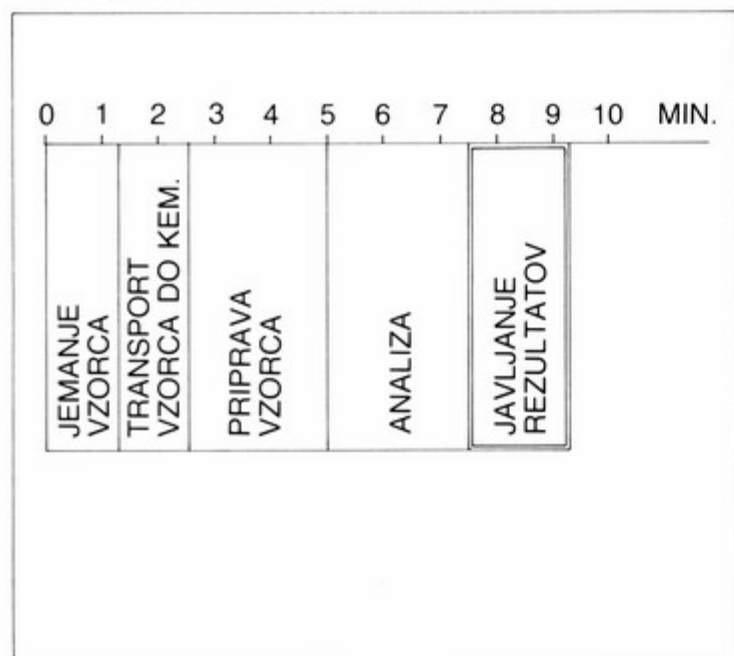 0 1 2 3 4 5 6 7 8 9 10 MIN.
JEMANJE
VZORCA
TRANSPORT
VZORCA DO KEM.
PRIPRAVA
VZORCA
ANALIZA
JAVLJANJE
REZULTATOV